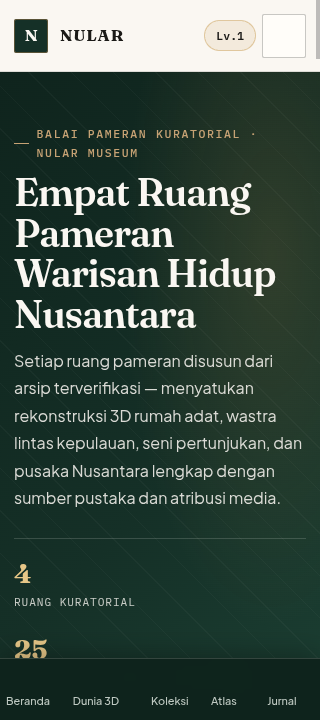 N NULAR Lv.1
BALAI PAMERAN KURATORIAL ·
NULAR MUSEUM
Empat Ruang
Pameran
Warisan Hidup
Nusantara
Setiap ruang pameran disusun dari
arsip terverifikasi — menyatukan
rekonstruksi 3D rumah adat, wastra
lintas kepulauan, seni pertunjukan, dan
pusaka Nusantara lengkap dengan
sumber pustaka dan atribusi media.
4
RUANG KURATORIAL
25
Beranda Dunia 3D Koleksi Atlas Jurnal